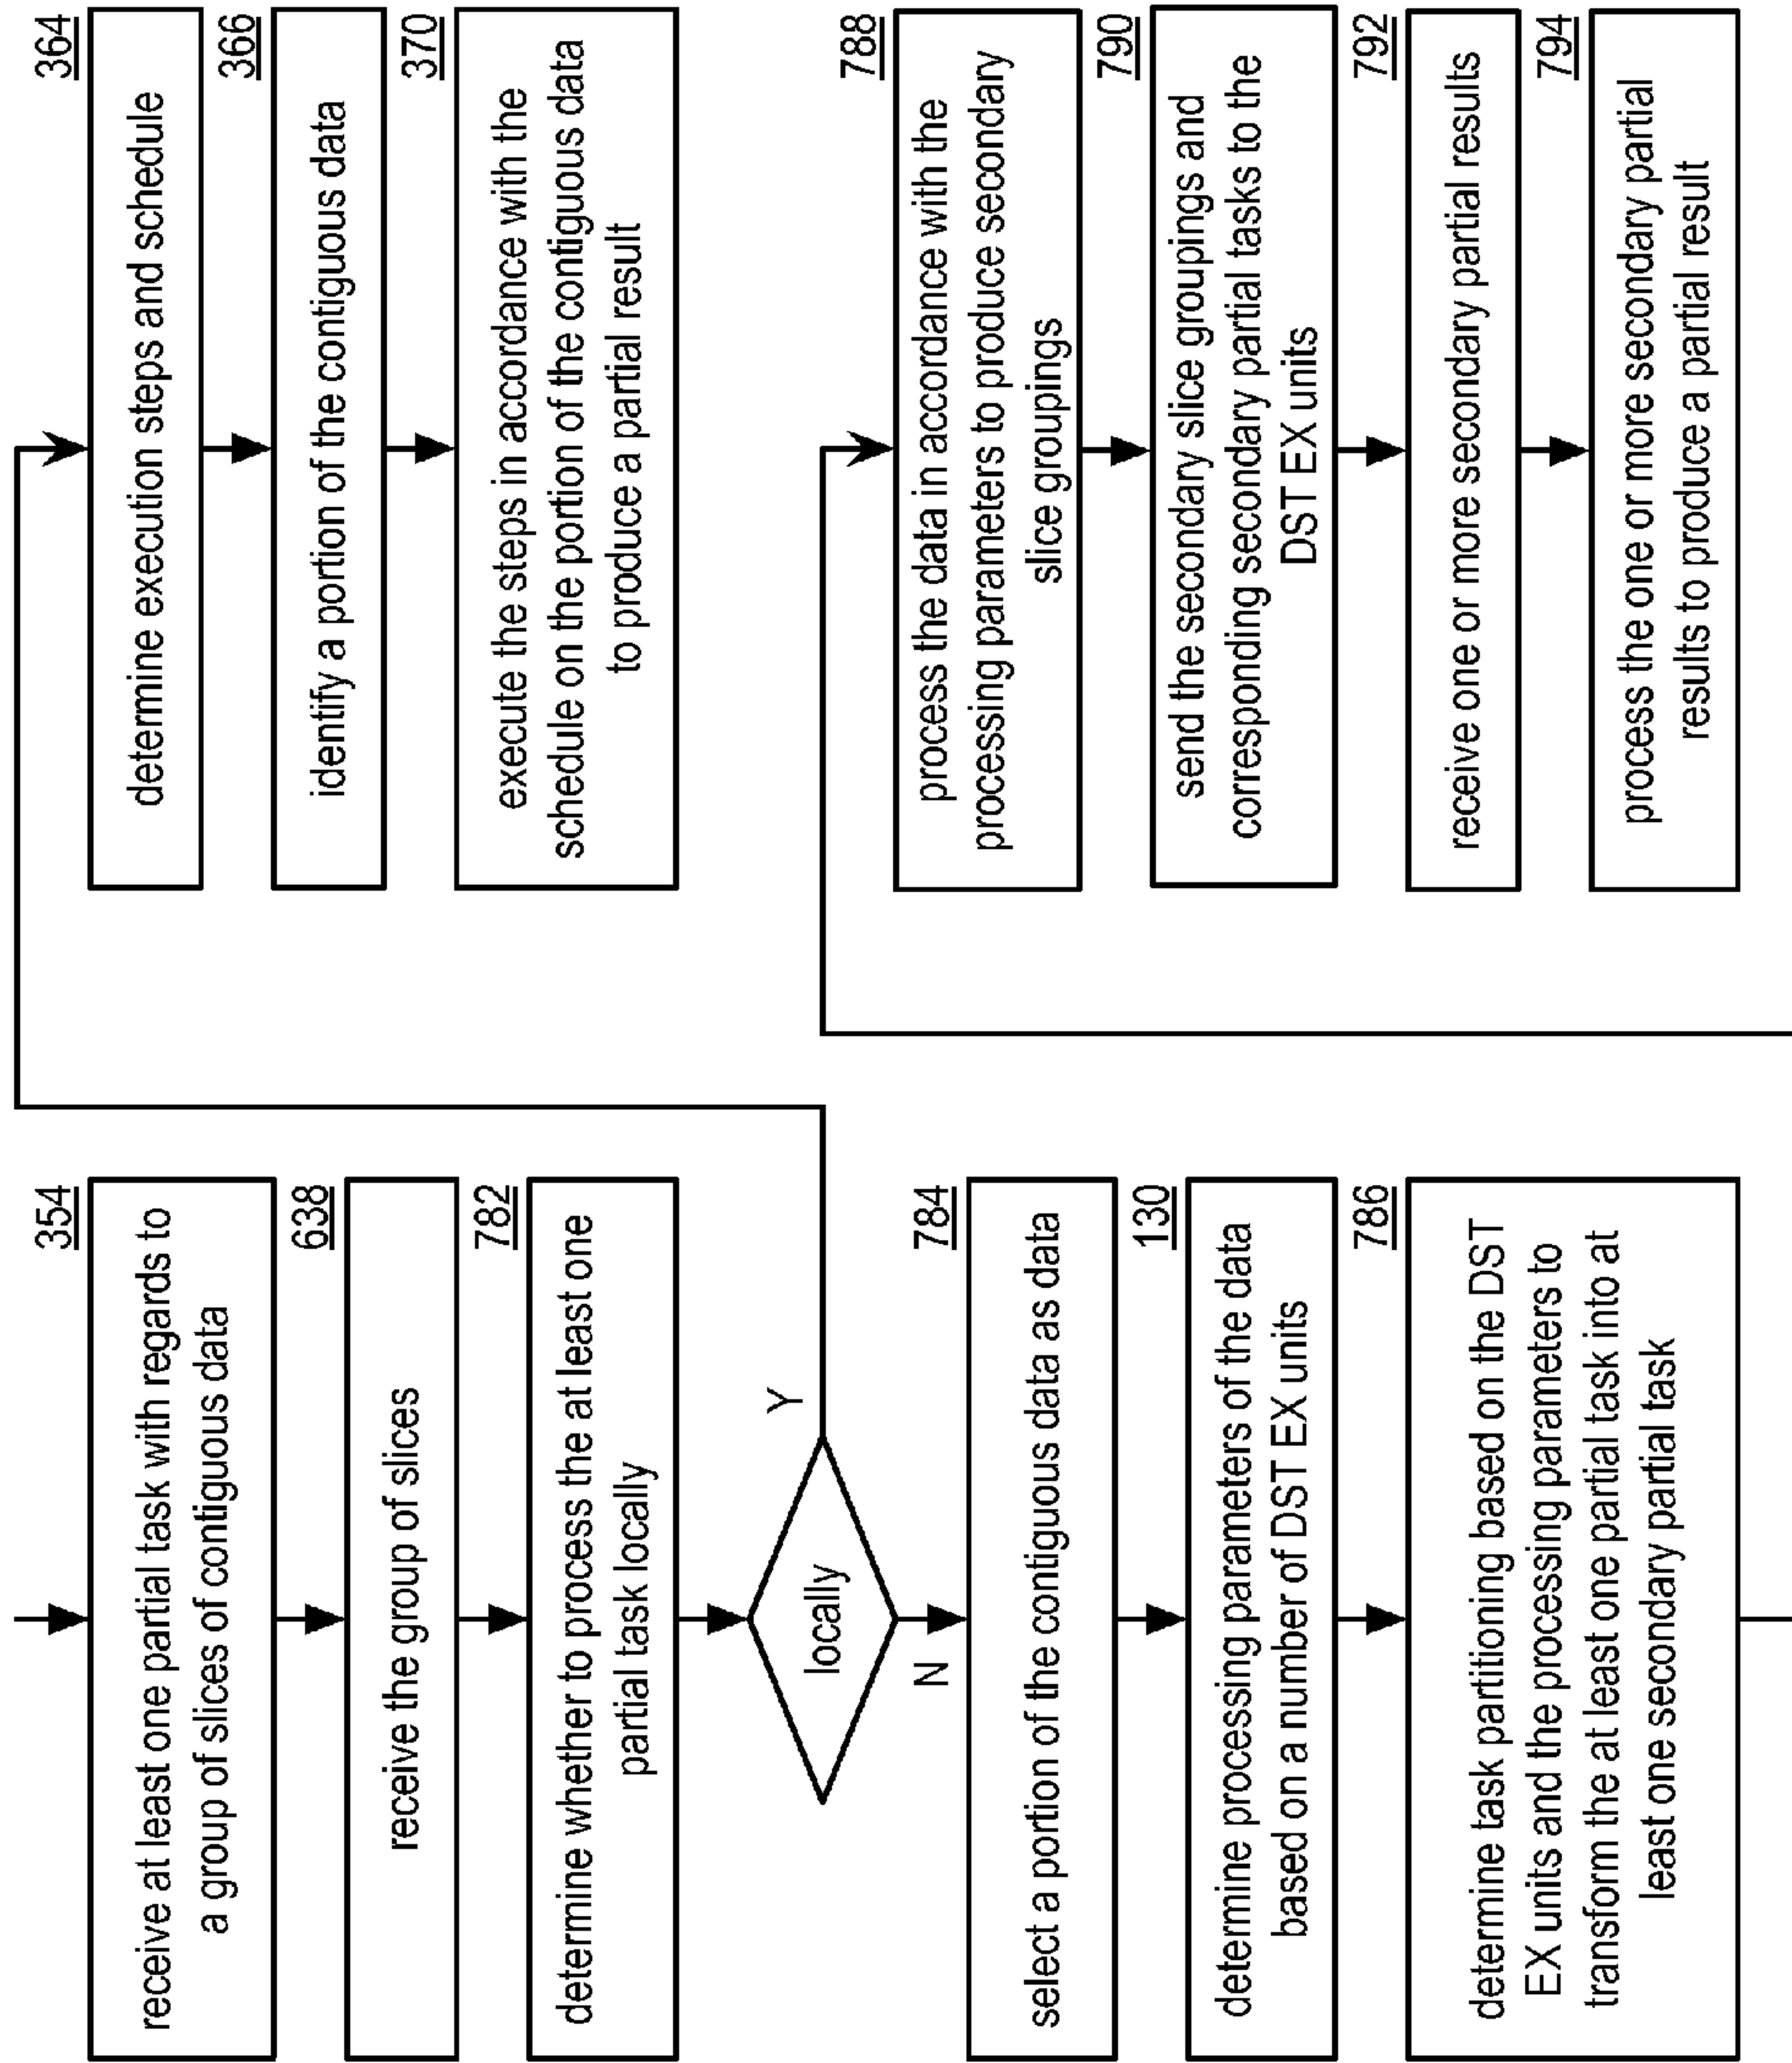 354
receive at least one partial task with regards to
a group of slices of contiguous data
638
receive the group of slices
782
determine whether to process the at least one
partial task locally
locally
Y
N
784
select a portion of the contiguous data as data
130
determine processing parameters of the data
based on a number of DST EX units
786
determine task partitioning based on the DST
EX units and the processing parameters to
transform the at least one partial task into at
least one secondary partial task
364
determine execution steps and schedule
366
identify a portion of the contiguous data
370
execute the steps in accordance with the
schedule on the portion of the contiguous data
to produce a partial result
788
process the data in accordance with the
processing parameters to produce secondary
slice groupings
790
send the secondary slice groupings and
corresponding secondary partial tasks to the
DST EX units
792
receive one or more secondary partial results
794
process the one or more secondary partial
results to produce a partial result